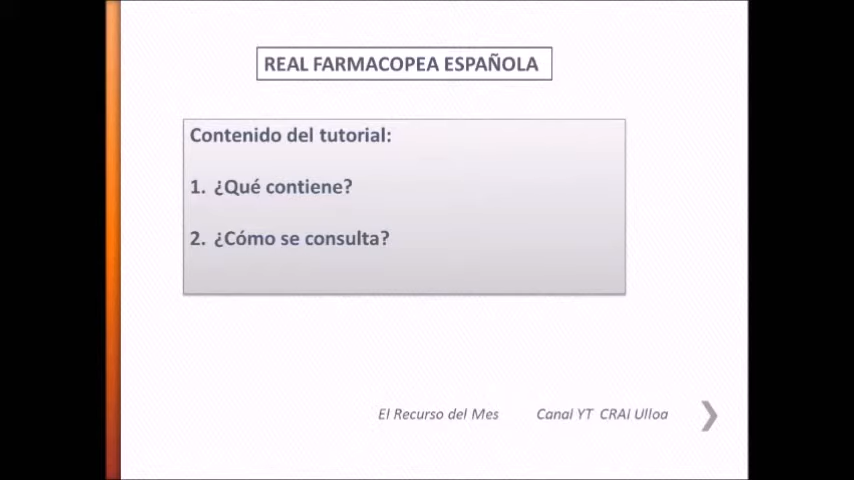 REAL FARMACOPEA ESPAÑOLA
Contenido del tutorial:
1. ¿Qué contiene?
2. ¿Cómo se consulta?
El Recurso del Mes Canal YT CRAI Ulloa